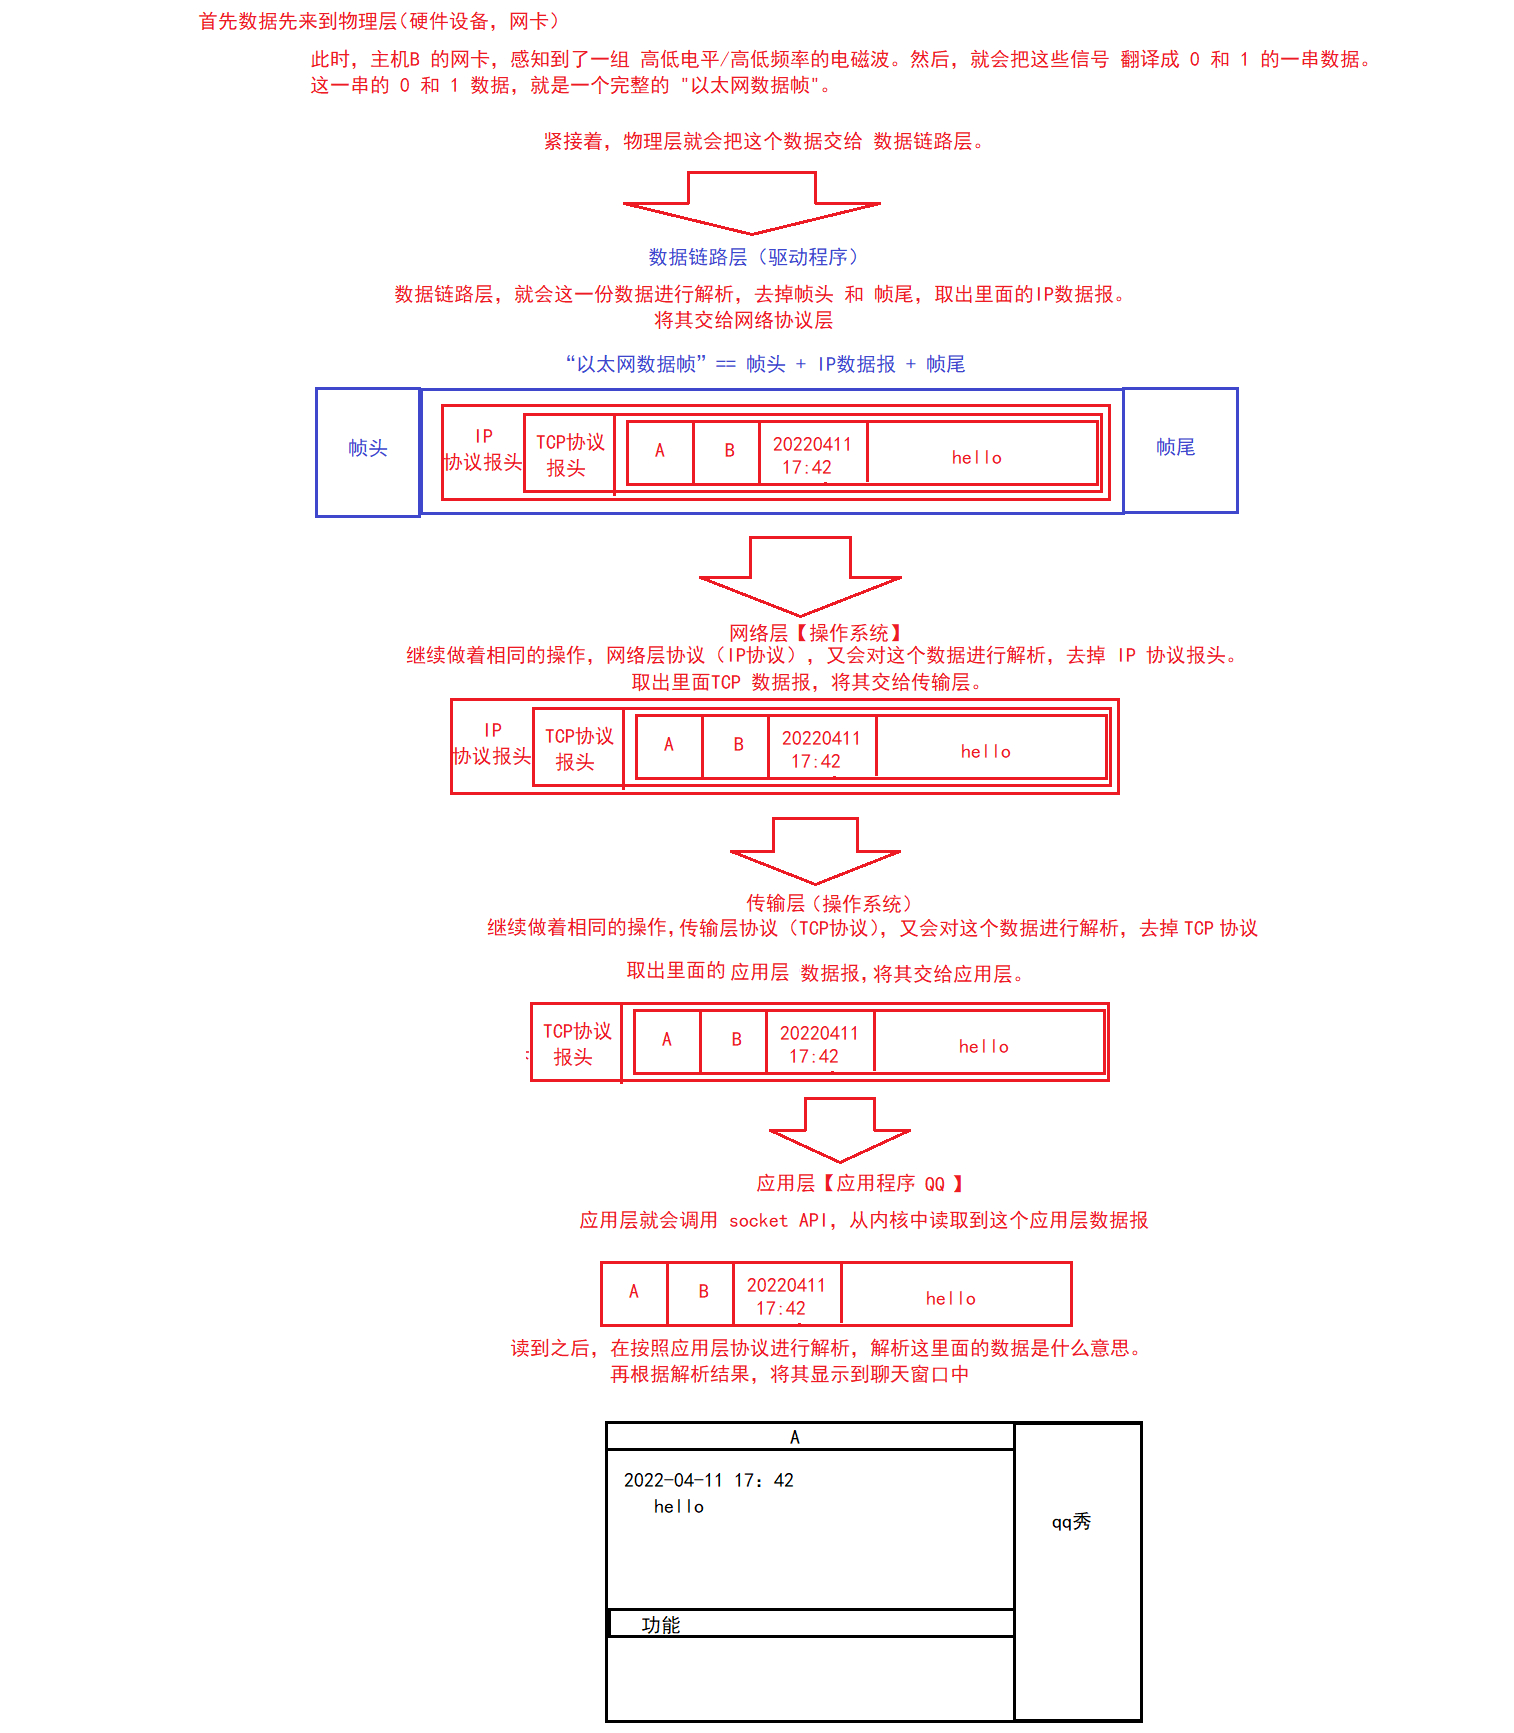 首先数据先来到物理层(硬件设备，网卡)
此时，主机B 的网卡，感知到了一组 高低电平/高低频率的电磁波。然后，就会把这些信号 翻译成 0 和 1 的一串数据。
这一串的 0 和 1 数据，就是一个完整的 "以太网数据帧"。
紧接着，物理层就会把这个数据交给 数据链路层。
数据链路层（驱动程序）
数据链路层，就会这一份数据进行解析，去掉帧头 和 帧尾，取出里面的IP数据报。
将其交给网络协议层
“以太网数据帧”== 帧头 + IP数据报 + 帧尾
帧头
IP
协议报头
TCP协议
报头
A
B
20220411
17:42
hello
帧尾
网络层【操作系统】
继续做着相同的操作，网络层协议（IP协议），又会对这个数据进行解析，去掉 IP 协议报头。
取出里面TCP 数据报，将其交给传输层。
IP
协议报头
TCP协议
报头
A
B
20220411
17:42
hello
传输层（操作系统）
继续做着相同的操作，传输层协议（TCP协议），又会对这个数据进行解析，去掉 TCP 协议
取出里面的 应用层 数据报，将其交给应用层。
TCP协议
报头
A
B
20220411
17:42
hello
应用层【应用程序 QQ 】
应用层就会调用 socket API，从内核中读取到这个应用层数据报
A
B
20220411
17:42
hello
读到之后，在按照应用层协议进行解析，解析这里面的数据是什么意思。
再根据解析结果，将其显示到聊天窗口中
A
2022-04-11 17：42
hello
qq秀
功能